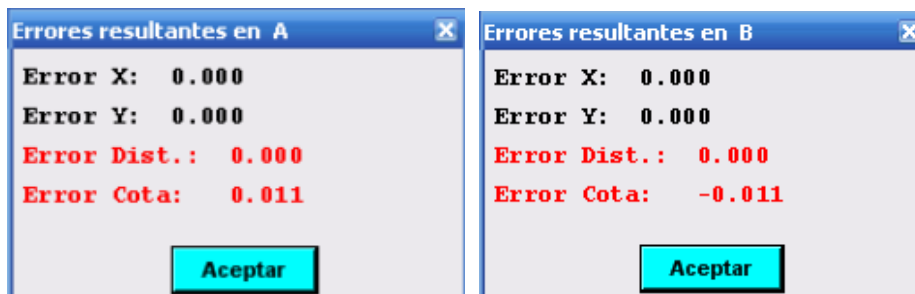 Errores resultantes en A
Error X: 0.000
Error Y: 0.000
Error Dist.: 0.000
Error Cota: 0.011
Aceptar
Errores resultantes en B
Error X: 0.000
Error Y: 0.000
Error Dist.: 0.000
Error Cota: -0.011
Aceptar